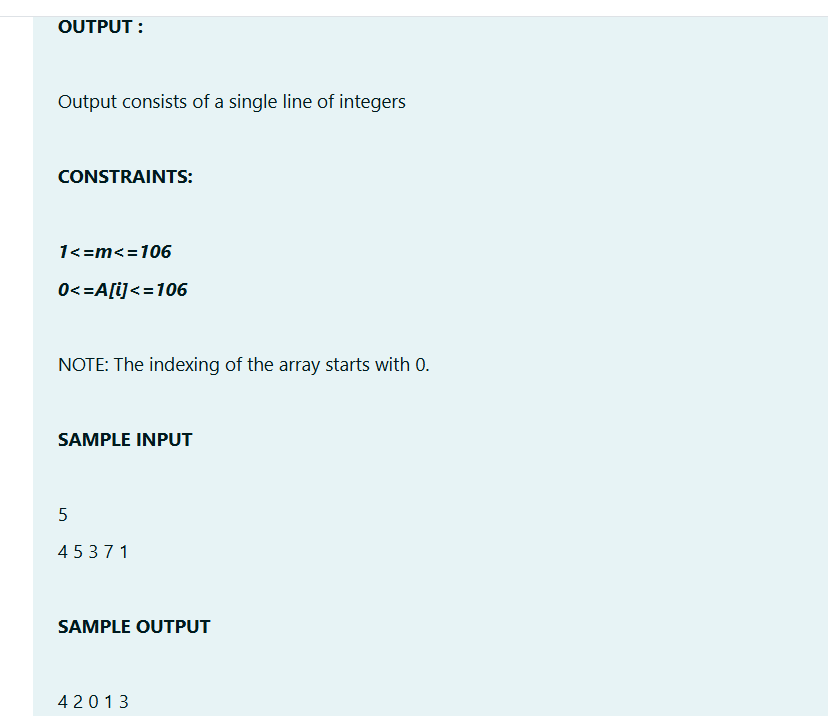 OUTPUT :
Output consists of a single line of integers
CONSTRAINTS:
1<=m<=106
0<=A[i]<=106
NOTE: The indexing of the array starts with 0.
SAMPLE INPUT
5
4 5 3 7 1
SAMPLE OUTPUT
4 2 0 1 3